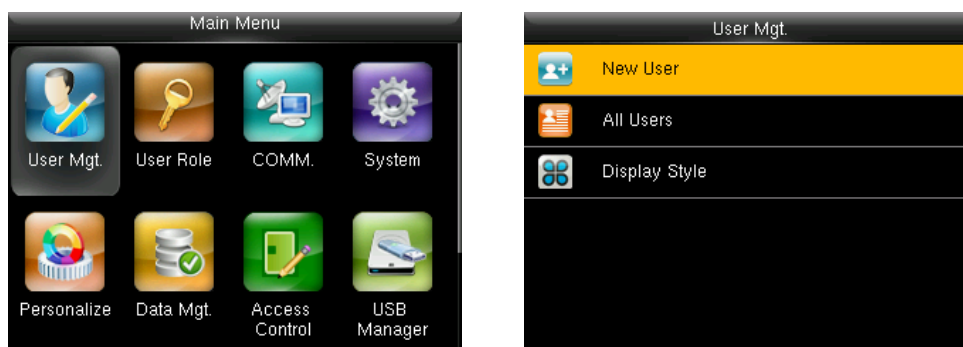 Main Menu
User Mgt.
User Role
COMM.
System
Personalize
Data Mgt.
Access
Control
USB
Manager
User Mgt.
New User
All Users
Display Style